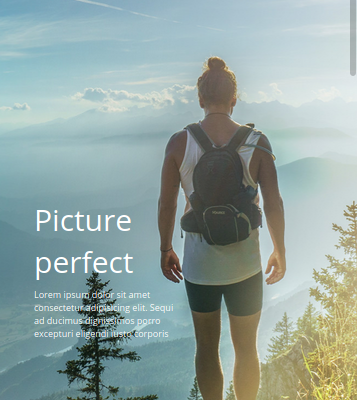 Picture
perfect
Lorem ipsum dolor sit amet
consectetur adipisicing elit. Sequi
ad ducimus dignissimos porro
excepturi eligendi iusto corporis